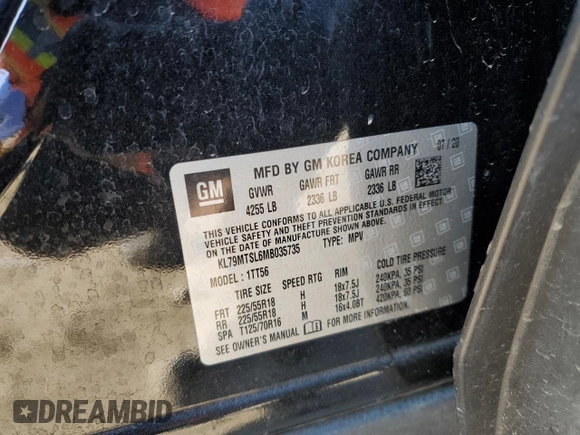 MFD BY GM KOREA COMPANY 07/20
GM
GVWR GAWR FRT GAWR RR
4255 LB 2336 LB 2336 LB
THIS VEHICLE CONFORMS TO ALL APPLICABLE U.S. FEDERAL MOTOR
VEHICLE SAFETY AND THEFT PREVENTION STANDARDS IN EFFECT
ON THE DATE OF MANUFACTURE SHOWN ABOVE.
KL79MTSL6MB035735 TYPE: MPV
MODEL: 1TT56
TIRE SIZE SPEED RTG RIM COLD TIRE PRESSURE
FRT 225/55R18 H 18x7.5J 240KPA, 35 PSI
RR 225/55R18 H 18x7.5J 240KPA, 35 PSI
SPA T125/70R16 M 16x4.0BT 420KPA, 60 PSI
SEE OWNER'S MANUAL FOR MORE INFORMATION.
DREAMBID